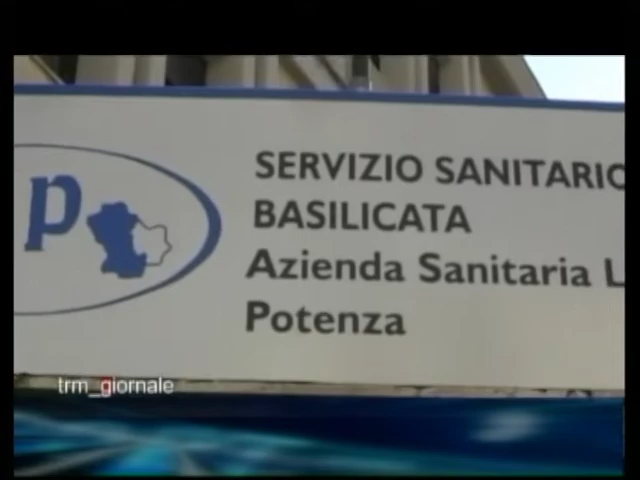 p
SERVIZIO SANITARIO
BASILICATA
Azienda Sanitaria L
Potenza
trm_giornale